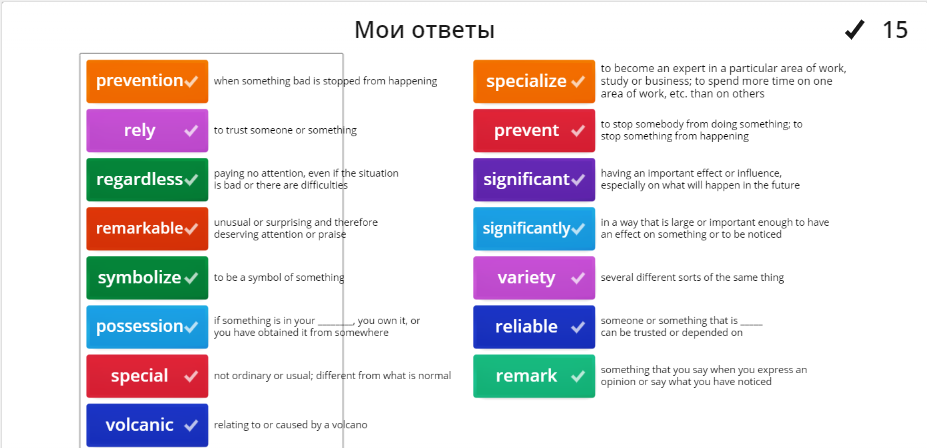 Мои ответы
15
prevention
when something bad is stopped from happening
rely
to trust someone or something
regardless
paying no attention, even if the situation
is bad or there are difficulties
remarkable
unusual or surprising and therefore
deserving attention or praise
symbolize
to be a symbol of something
possession
if something is in your _______, you own it, or
you have obtained it from somewhere
special
not ordinary or usual; different from what is normal
volcanic
relating to or caused by a volcano
specialize
to become an expert in a particular area of work,
study or business; to spend more time on one
area of work, etc. than on others
prevent
to stop somebody from doing something; to
stop something from happening
significant
having an important effect or influence,
especially on what will happen in the future
significantly
in a way that is large or important enough to have
an effect on something or to be noticed
variety
several different sorts of the same thing
reliable
someone or something that is _____
can be trusted or depended on
remark
something that you say when you express an
opinion or say what you have noticed